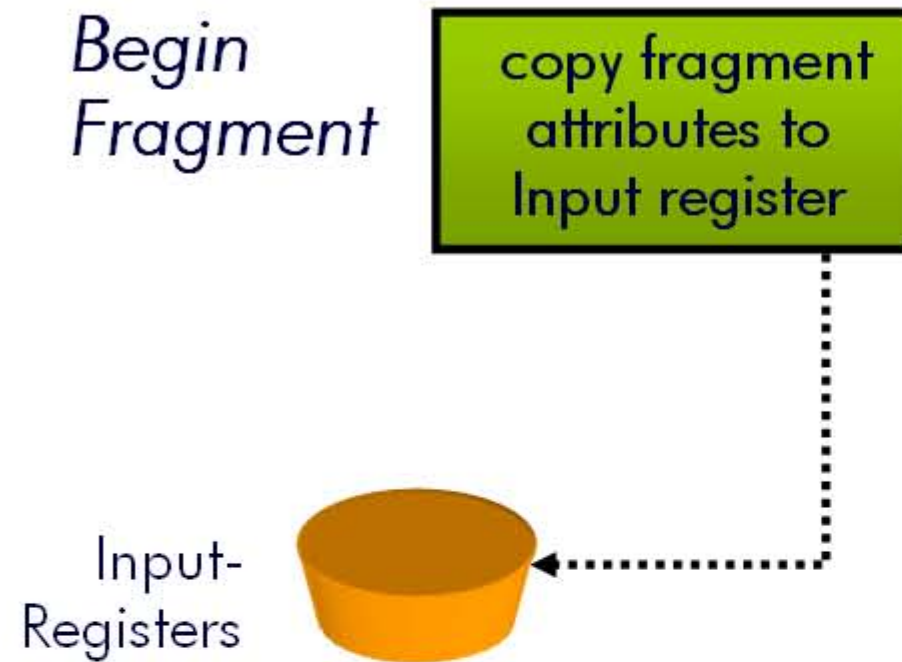 Begin
Fragment
copy fragment
attributes to
Input register
Input-
Registers